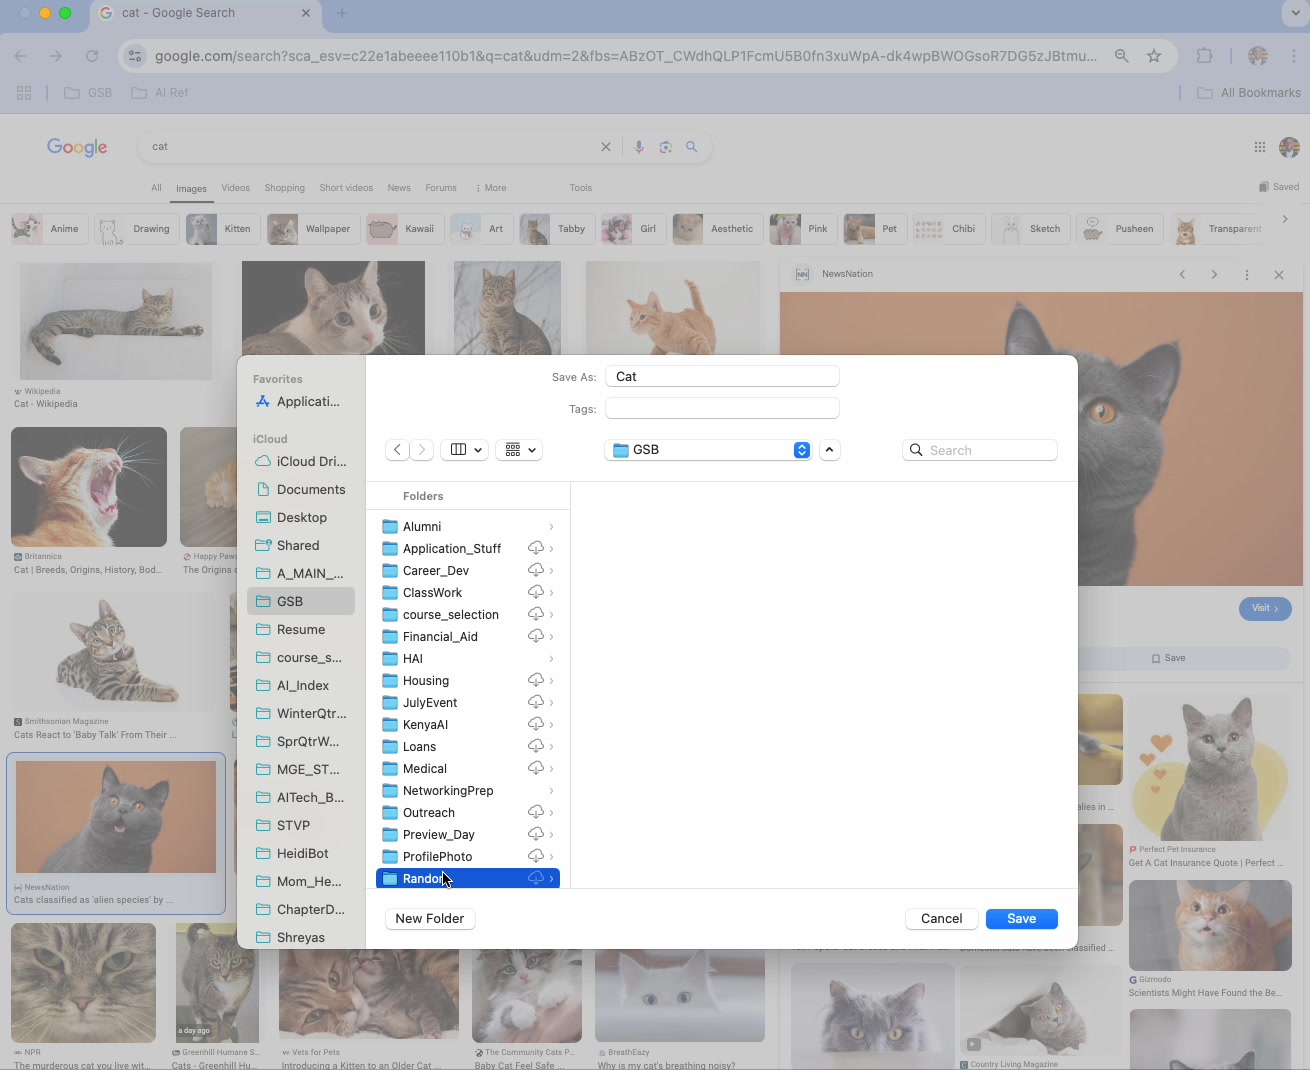 cat - Google Search
google.com/search?sca_esv=c22e1abeeee110b1&q=cat&udm=2&fbs=ABzOT_CWdhQLP1FcmU5B0fn3xuWpA-dk4wpBWOGsoR7DG5zJBtmu...
GSB
AI Ref
All Bookmarks
Google
cat
All
Images
Videos
Shopping
Short videos
News
Forums
More
Tools
Saved
Anime
Drawing
Kitten
Wallpaper
Kawaii
Art
Tabby
Girl
Aesthetic
Pink
Pet
Chibi
Sketch
Pusheen
Transparent
NN
NewsNation
Wikipedia
Cat - Wikipedia
Britannica
Cat | Breeds, Origins, History, Bod...
Happy Paws
The Origins
Smithsonian Magazine
Cats React to 'Baby Talk' From Their ...
NewsNation
Cats classified as 'alien species' by ...
Favorites
Applicati...
iCloud
iCloud Dri...
Documents
Desktop
Shared
A_MAIN_...
GSB
Resume
course_s...
AI_Index
WinterQtr...
SprQtrW...
MGE_ST...
AITech_B...
STVP
HeidiBot
Mom_He...
ChapterD...
Shreyas
Save As:
Cat
Tags:
GSB
Search
Folders
Alumni
Application_Stuff
Career_Dev
ClassWork
course_selection
Financial_Aid
HAI
Housing
JulyEvent
KenyaAI
Loans
Medical
NetworkingPrep
Outreach
Preview_Day
ProfilePhoto
Random
New Folder
Cancel
Save
Visit
Save
alies in ...
Perfect Pet Insurance
Get A Cat Insurance Quote | Perfect ...
Gizmodo
Scientists Might Have Found the Be...
Country Living Magazine
NPR
The murderous cat you live wit...
a day ago
Greenhill Humane S...
Cats - Greenhill Hu...
Vets for Pets
Introducing a Kitten to an Older Cat ...
The Community Cats P...
Baby Cat Feel Safe ...
BreathEazy
Why is my cat's breathing noisy?